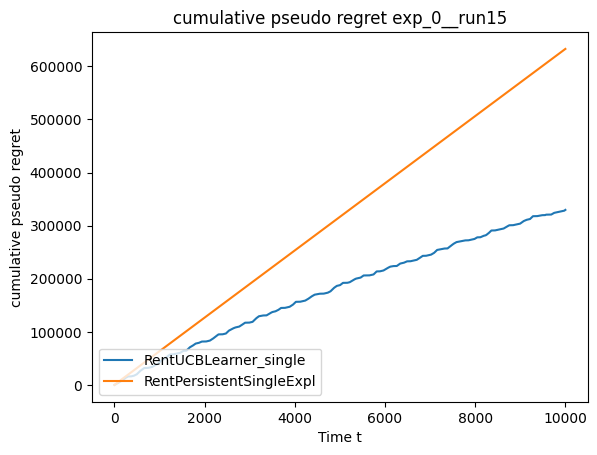 cumulative pseudo regret exp_0__run15
cumulative pseudo regret
600000
500000
400000
300000
200000
100000
0
RentUCBLearner_single
RentPersistentSingleExpl
0 2000 4000 6000 8000 10000
Time t